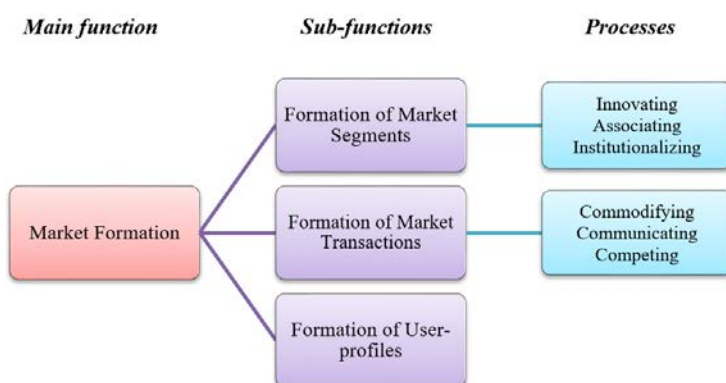 Main function
Sub-functions
Processes
Formation of Market
Segments
Innovating
Associating
Institutionalizing
Market Formation
Formation of Market
Transactions
Commodifying
Communicating
Competing
Formation of User-
profiles